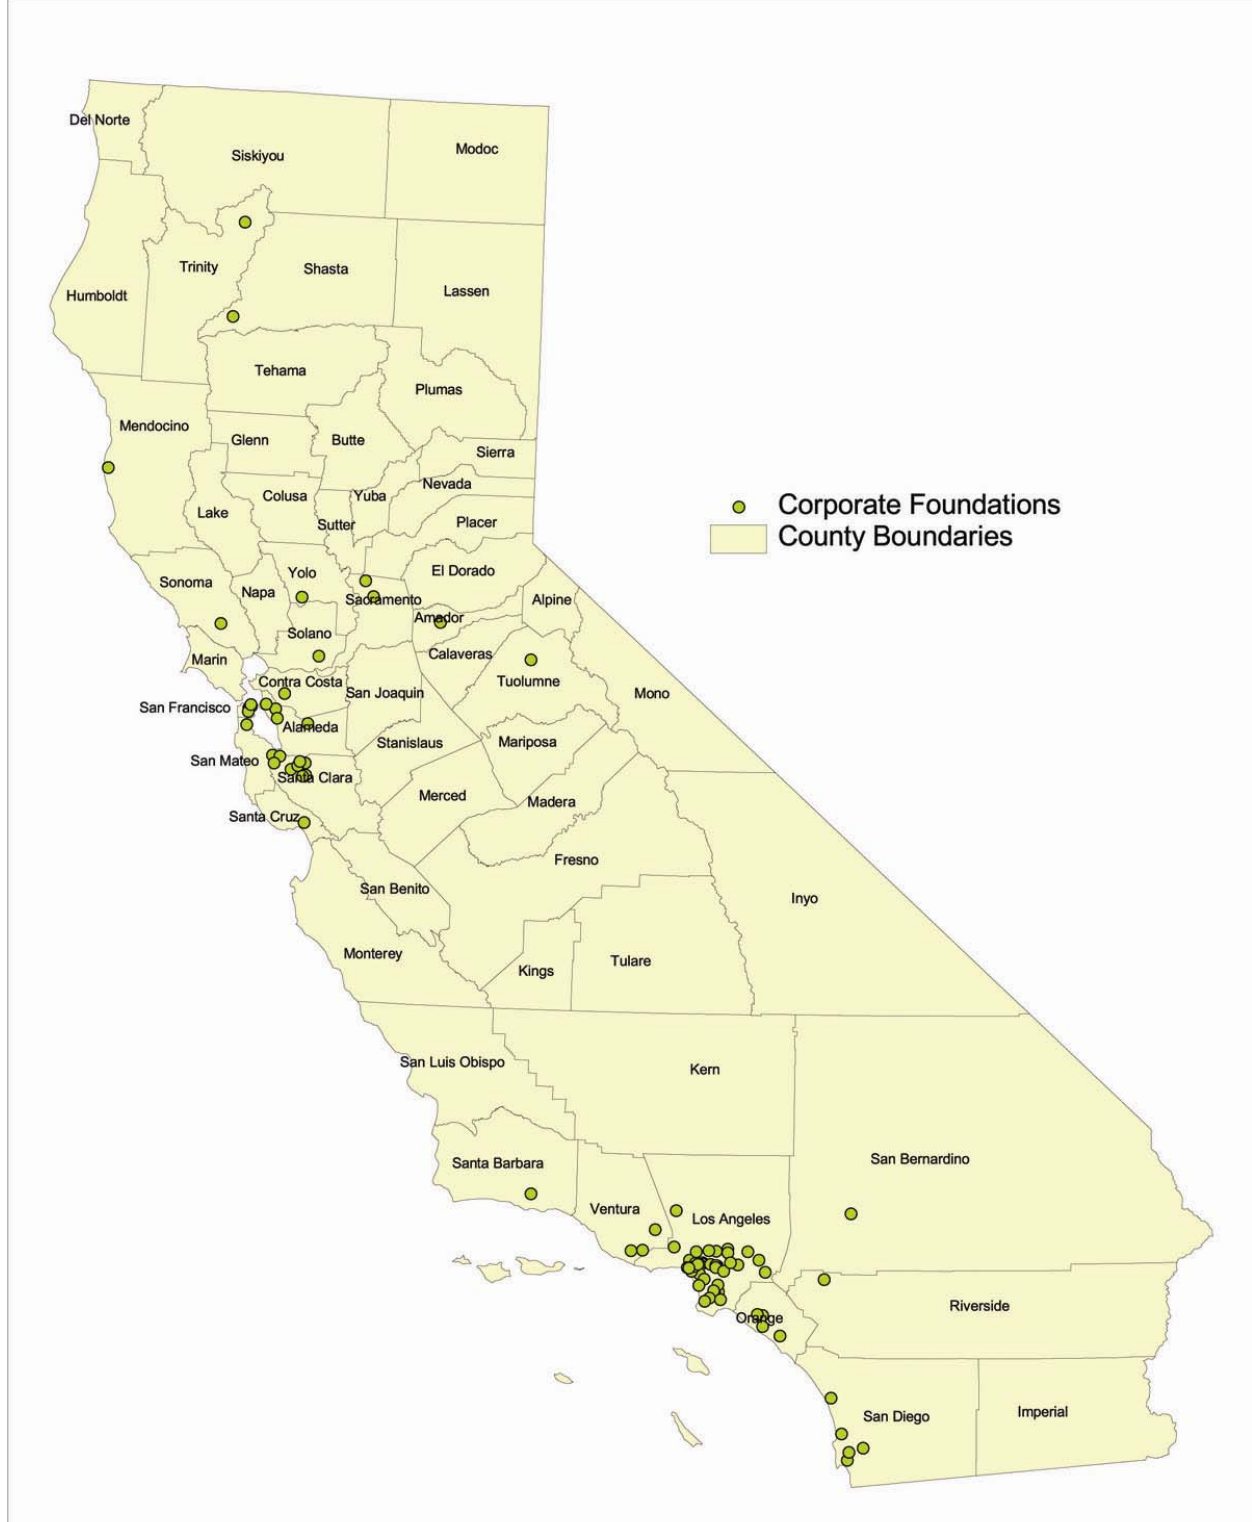 Del Norte
Siskiyou
Modoc
Trinity
Shasta
Humboldt
Lassen
Tehama
Plumas
Mendocino
Glenn
Butte
Sierra
Nevada
Colusa
Yuba
Lake
Sutter
Placer
Corporate Foundations
County Boundaries
Sonoma
Napa
Yolo
El Dorado
Sacramento
Alpine
Amador
Solano
Marin
Calaveras
Contra Costa
San Joaquin
Tuolumne
Mono
San Francisco
Alameda
Stanislaus
Mariposa
San Mateo
Santa Clara
Merced
Madera
Santa Cruz
Fresno
San Benito
Inyo
Monterey
Kings
Tulare
San Luis Obispo
Kern
Santa Barbara
San Bernardino
Ventura
Los Angeles
Orange
Riverside
San Diego
Imperial